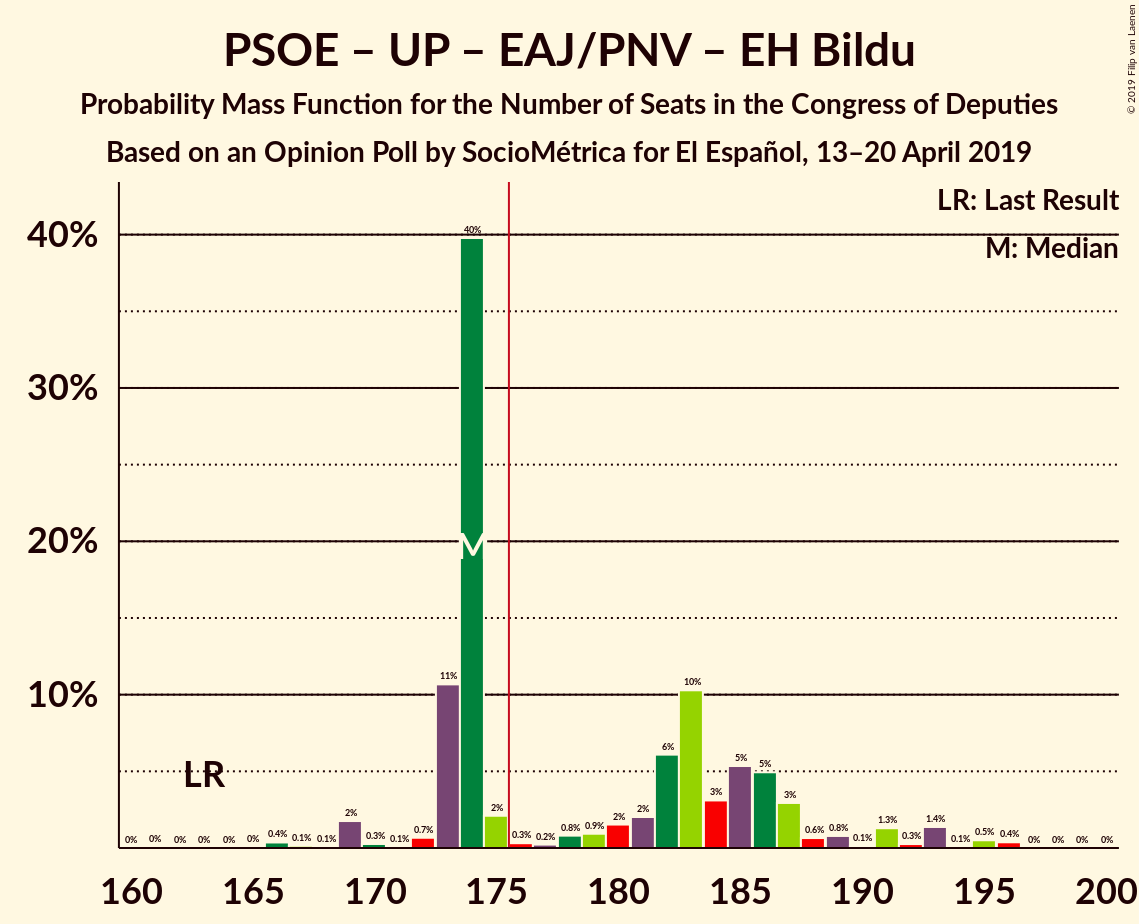 PSOE – UP – EAJ/PNV – EH Bildu
Probability Mass Function for the Number of Seats in the Congress of Deputies
Based on an Opinion Poll by SocioMétrica for El Español, 13–20 April 2019
© 2019 Filip van Laenen
LR: Last Result
M: Median
40%
30%
20%
10%
LR
M
0% 0% 0% 0% 0% 0% 0.4% 0.1% 0.1% 2% 0.3% 0.1% 0.7% 11% 40% 2% 0.3% 0.2% 0.8% 0.9% 2% 2% 6% 10% 3% 5% 5% 3% 0.6% 0.8% 0.1% 1.3% 0.3% 1.4% 0.1% 0.5% 0.4% 0% 0% 0% 0%
160 165 170 175 180 185 190 195 200